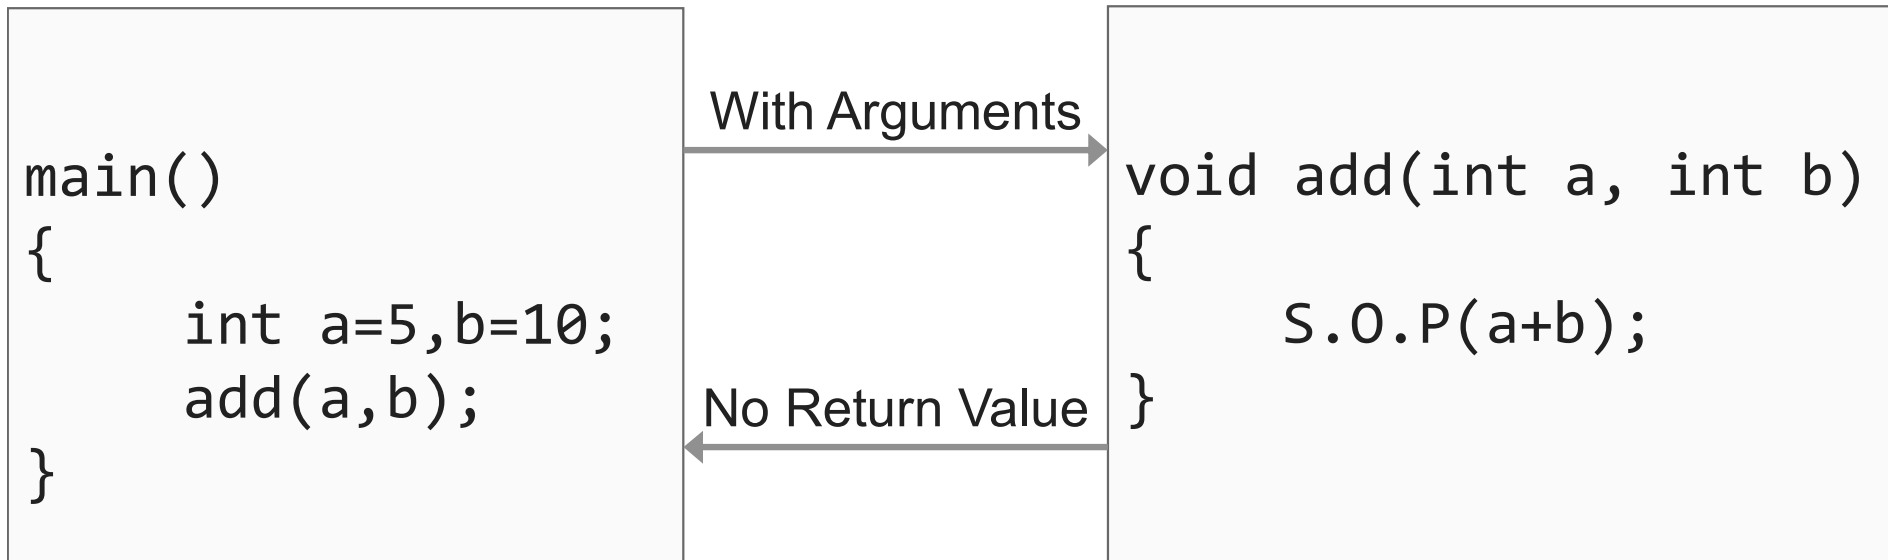 main()
{
int a=5,b=10;
add(a,b);
}
With Arguments
No Return Value
void add(int a, int b)
{
S.O.P(a+b);
}